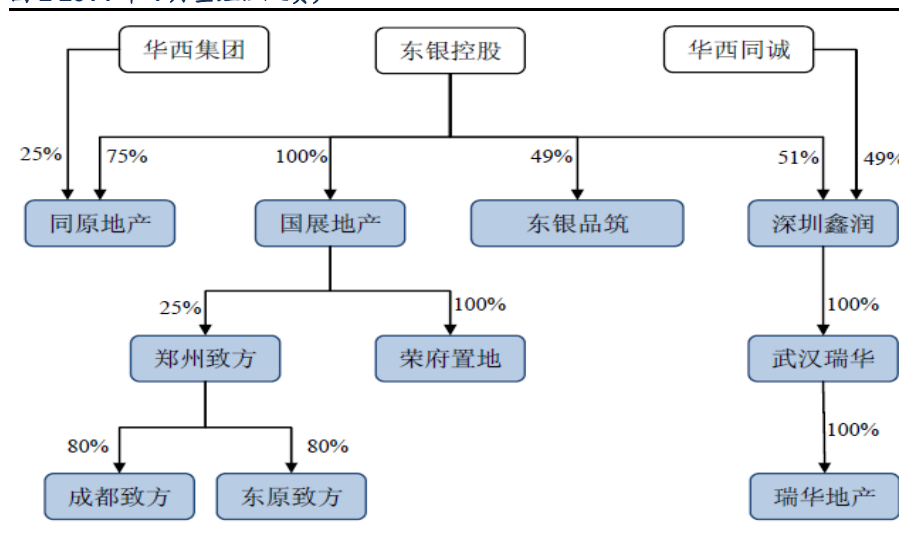 华西集团 东银控股 华西同诚
25% 75% 100% 49% 51% 49%
同原地产 国展地产 东银品筑 深圳鑫润
25% 100% 100%
郑州致方 荣府置地 武汉瑞华
80% 80% 100%
成都致方 东原致方 瑞华地产